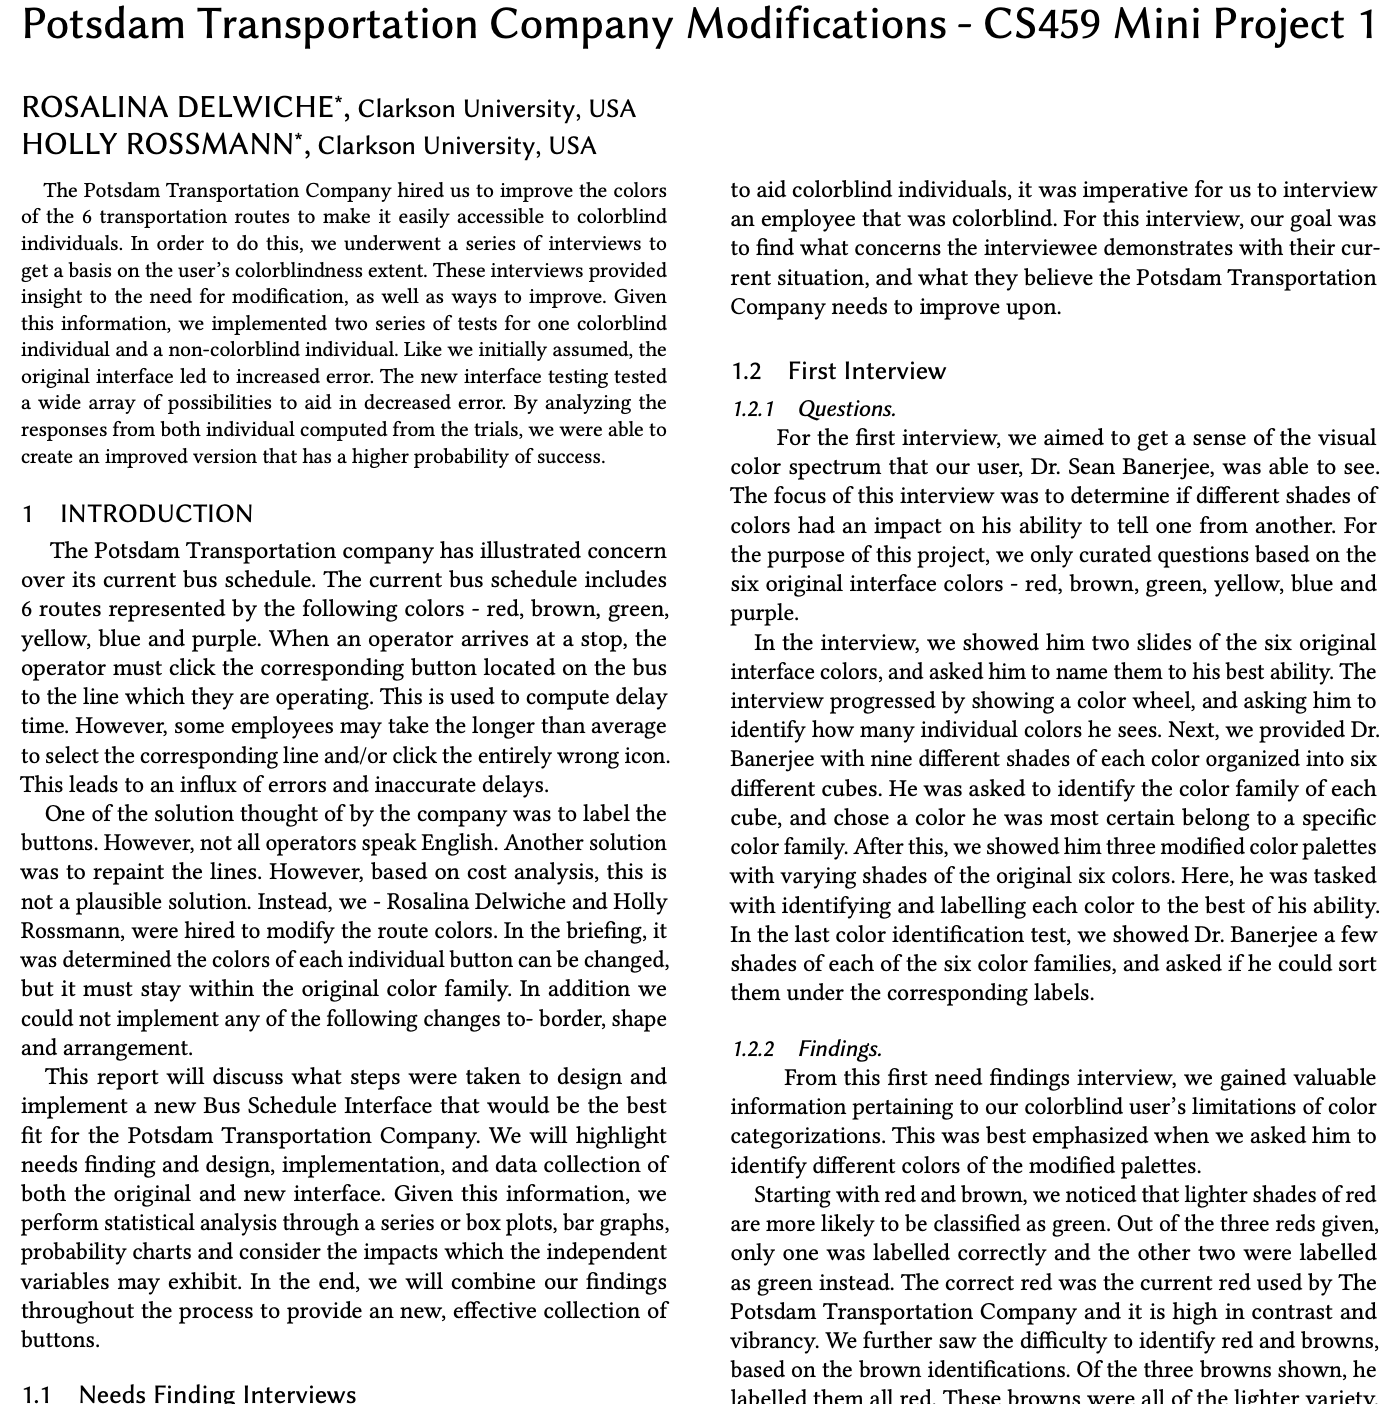 Potsdam Transportation Company Modifications - CS459 Mini Project 1
ROSALINA DELWICHE*, Clarkson University, USA
HOLLY ROSSMANN*, Clarkson University, USA
The Potsdam Transportation Company hired us to improve the colors
of the 6 transportation routes to make it easily accessible to colorblind
individuals. In order to do this, we underwent a series of interviews to
get a basis on the user's colorblindness extent. These interviews provided
insight to the need for modification, as well as ways to improve. Given
this information, we implemented two series of tests for one colorblind
individual and a non-colorblind individual. Like we initially assumed, the
original interface led to increased error. The new interface testing tested
a wide array of possibilities to aid in decreased error. By analyzing the
responses from both individual computed from the trials, we were able to
create an improved version that has a higher probability of success.
1 INTRODUCTION
The Potsdam Transportation company has illustrated concern
over its current bus schedule. The current bus schedule includes
6 routes represented by the following colors - red, brown, green,
yellow, blue and purple. When an operator arrives at a stop, the
operator must click the corresponding button located on the bus
to the line which they are operating. This is used to compute delay
time. However, some employees may take the longer than average
to select the corresponding line and/or click the entirely wrong icon.
This leads to an influx of errors and inaccurate delays.
One of the solution thought of by the company was to label the
buttons. However, not all operators speak English. Another solution
was to repaint the lines. However, based on cost analysis, this is
not a plausible solution. Instead, we - Rosalina Delwiche and Holly
Rossmann, were hired to modify the route colors. In the briefing, it
was determined the colors of each individual button can be changed,
but it must stay within the original color family. In addition we
could not implement any of the following changes to- border, shape
and arrangement.
This report will discuss what steps were taken to design and
implement a new Bus Schedule Interface that would be the best
fit for the Potsdam Transportation Company. We will highlight
needs finding and design, implementation, and data collection of
both the original and new interface. Given this information, we
perform statistical analysis through a series or box plots, bar graphs,
probability charts and consider the impacts which the independent
variables may exhibit. In the end, we will combine our findings
throughout the process to provide an new, effective collection of
buttons.
1.1 Needs Finding Interviews
to aid colorblind individuals, it was imperative for us to interview
an employee that was colorblind. For this interview, our goal was
to find what concerns the interviewee demonstrates with their cur-
rent situation, and what they believe the Potsdam Transportation
Company needs to improve upon.
1.2 First Interview
1.2.1 Questions.
For the first interview, we aimed to get a sense of the visual
color spectrum that our user, Dr. Sean Banerjee, was able to see.
The focus of this interview was to determine if different shades of
colors had an impact on his ability to tell one from another. For
the purpose of this project, we only curated questions based on the
six original interface colors - red, brown, green, yellow, blue and
purple.
In the interview, we showed him two slides of the six original
interface colors, and asked him to name them to his best ability. The
interview progressed by showing a color wheel, and asking him to
identify how many individual colors he sees. Next, we provided Dr.
Banerjee with nine different shades of each color organized into six
different cubes. He was asked to identify the color family of each
cube, and chose a color he was most certain belong to a specific
color family. After this, we showed him three modified color palettes
with varying shades of the original six colors. Here, he was tasked
with identifying and labelling each color to the best of his ability.
In the last color identification test, we showed Dr. Banerjee a few
shades of each of the six color families, and asked if he could sort
them under the corresponding labels.
1.2.2 Findings.
From this first need findings interview, we gained valuable
information pertaining to our colorblind user's limitations of color
categorizations. This was best emphasized when we asked him to
identify different colors of the modified palettes.
Starting with red and brown, we noticed that lighter shades of red
are more likely to be classified as green. Out of the three reds given,
only one was labelled correctly and the other two were labelled
as green instead. The correct red was the current red used by The
Potsdam Transportation Company and it is high in contrast and
vibrancy. We further saw the difficulty to identify red and browns,
based on the brown identifications. Of the three browns shown, he
labelled them all red. These browns were all of the lighter variety.